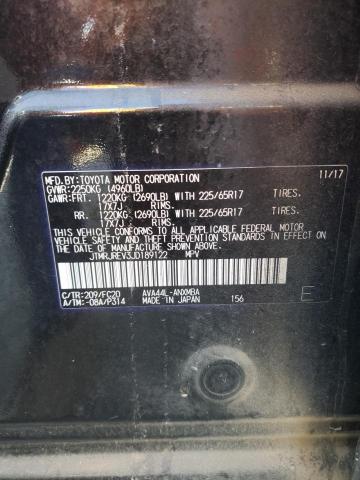 MFD.BY:TOYOTA MOTOR CORPORATION 11/17
GVWR:2250KG (4960LB)
GAWR:FRT. 1220KG (2690LB) WITH 225/65R17 TIRES.
17X7J RIMS.
RR. 1220KG (2690LB) WITH 225/65R17 TIRES.
17X7J RIMS.
THIS VEHICLE CONFORMS TO ALL APPLICABLE FEDERAL MOTOR
VEHICLE SAFETY AND BUMPER STANDARDS IN EFFECT ON THE
DATE OF MANUFACTURE SHOWN ABOVE.
JTMRJREV3JD189122 MPV
C/TR:209/FC20 AVA44L-ANXMBA
A/TM:-08A/P314 MADE IN JAPAN 156 E